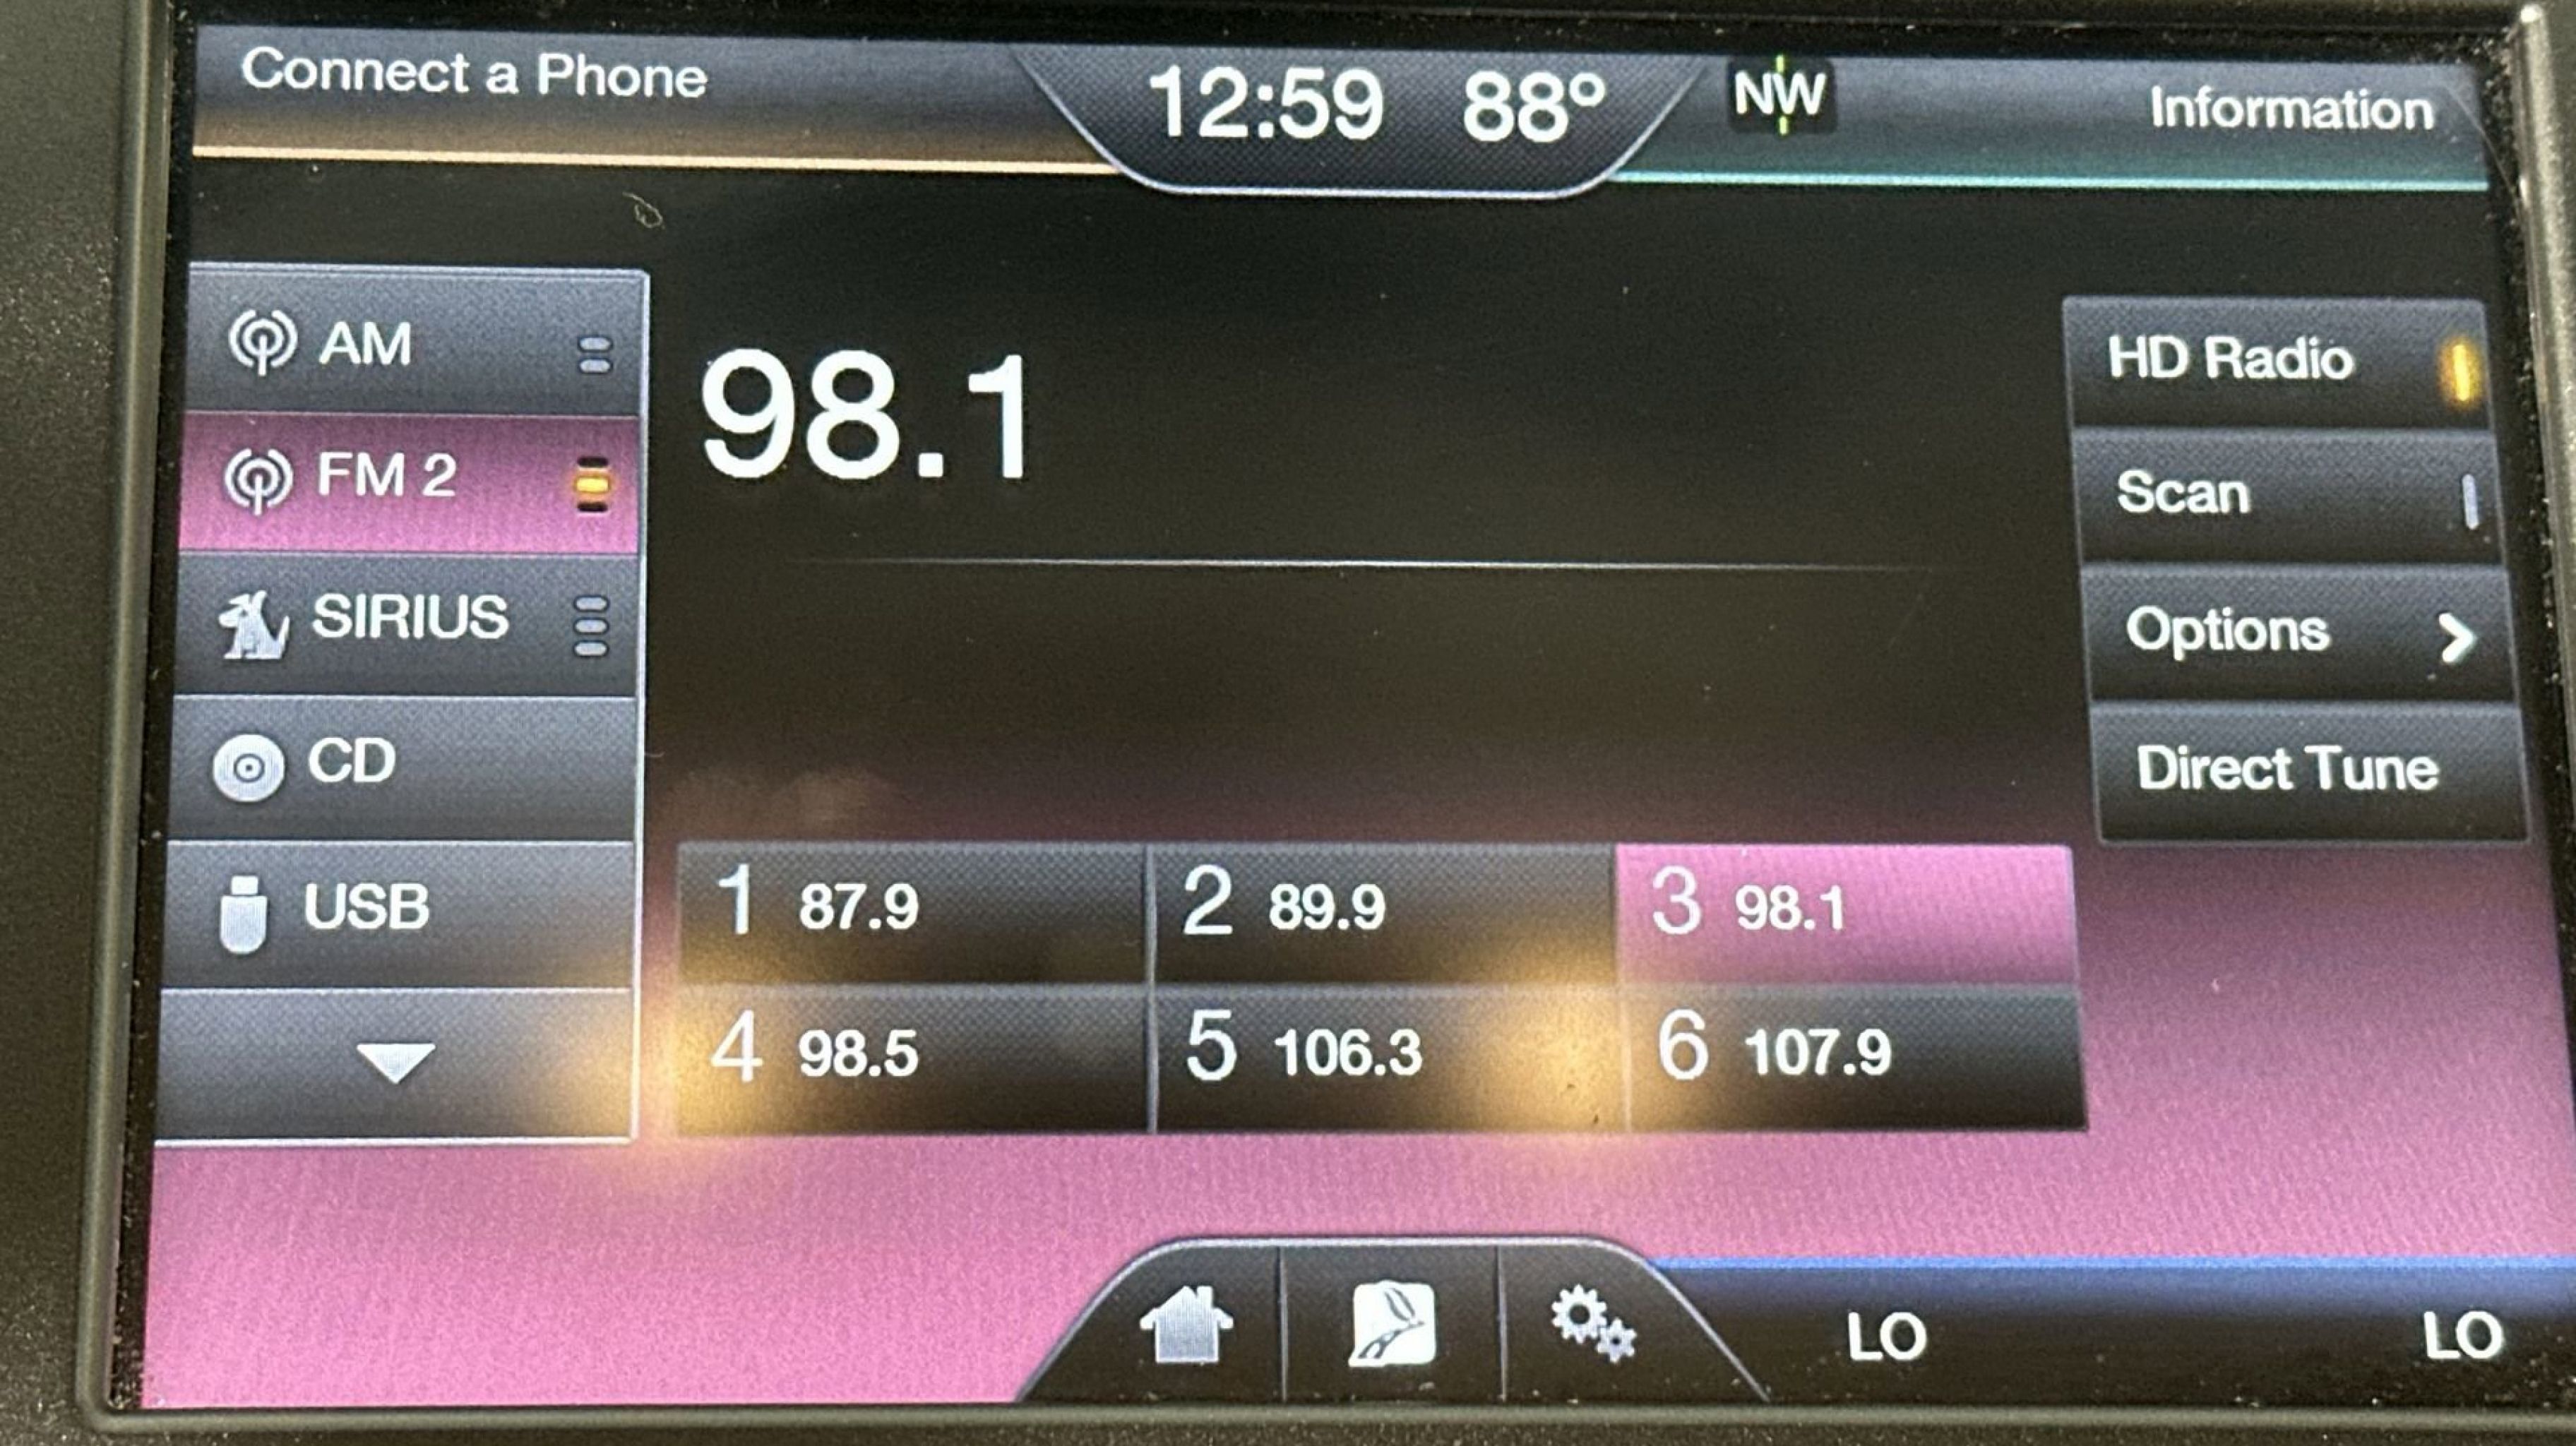 Connect a Phone
12:59 88° NW
Information
AM
FM 2
SIRIUS
CD
USB
98.1
HD Radio
Scan
Options
Direct Tune
1 87.9
2 89.9
3 98.1
4 98.5
5 106.3
6 107.9
LO
LO